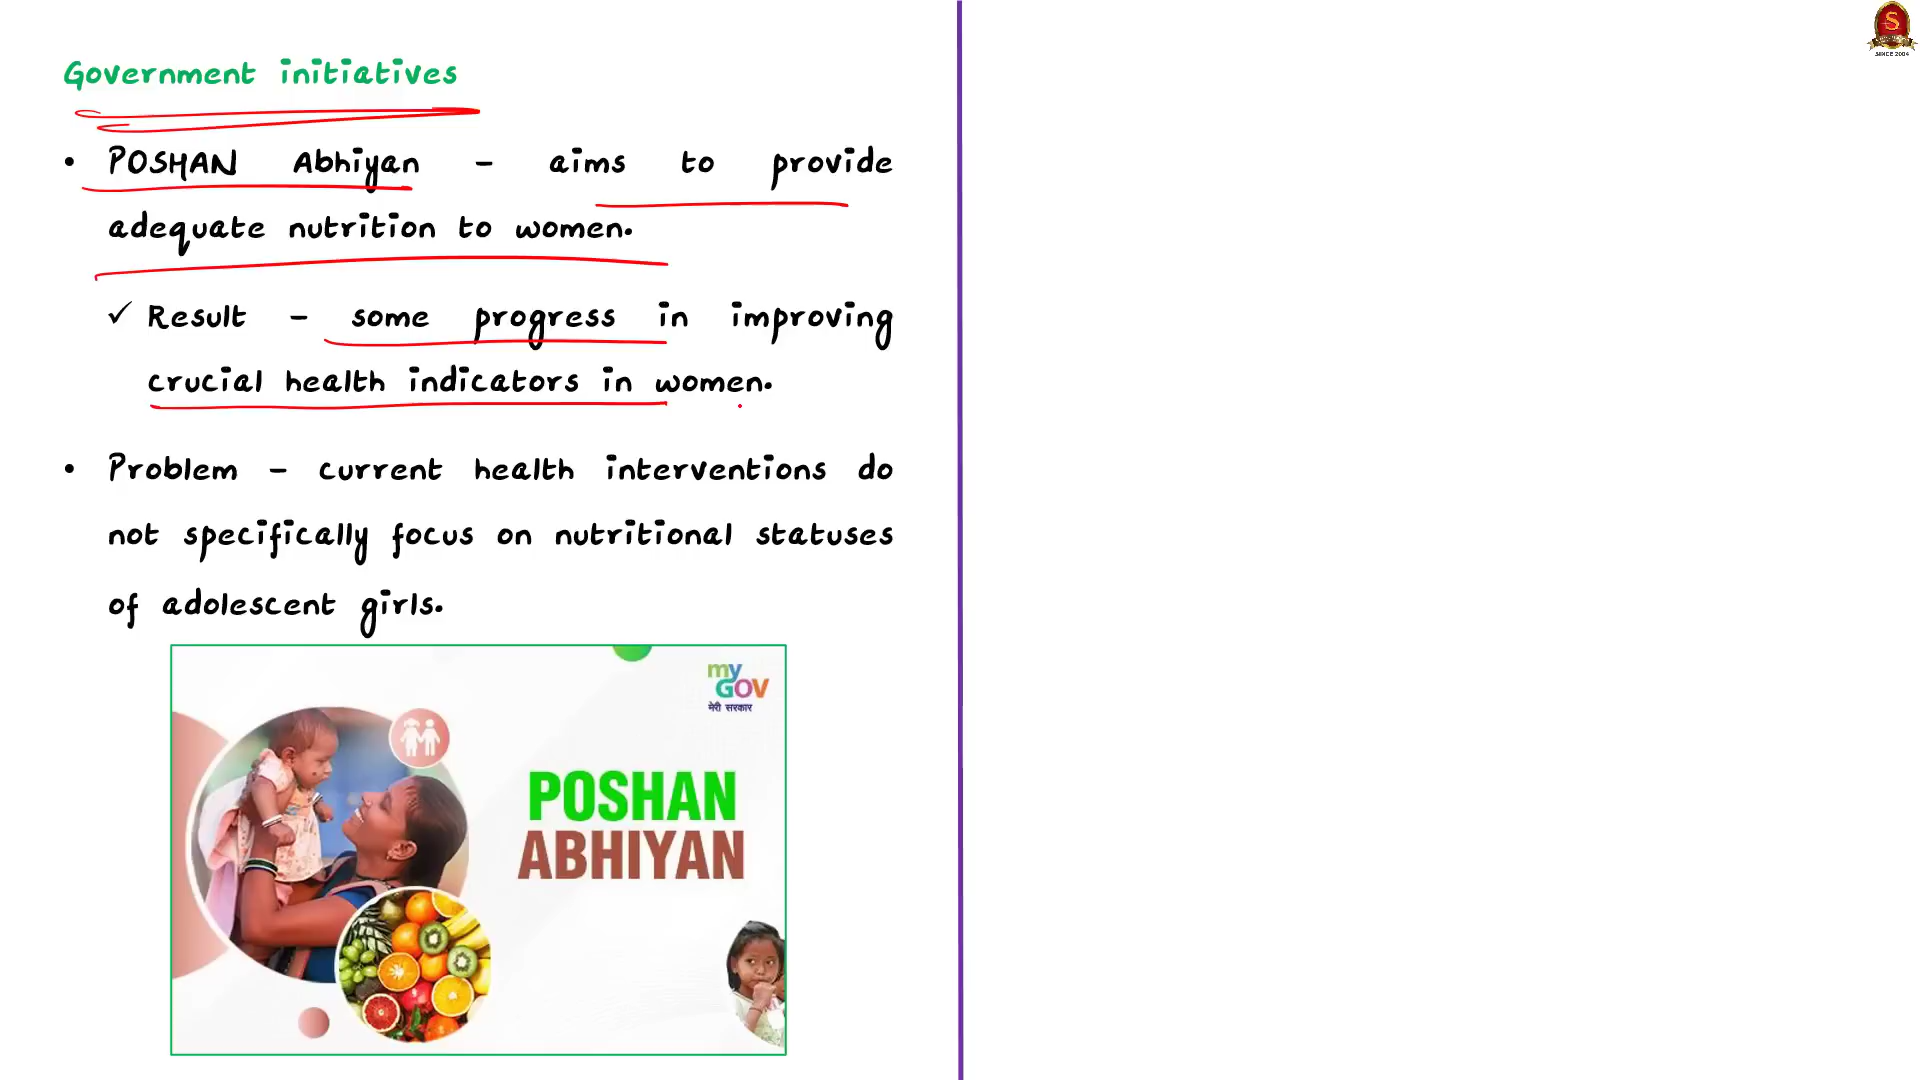 Government initiatives
• POSHAN Abhiyan – aims to provide
adequate nutrition to women.
✓ Result – some progress in improving
crucial health indicators in women.
• Problem – current health interventions do
not specifically focus on nutritional statuses
of adolescent girls.
my
GOV
मेरी सरकार
POSHAN
ABHIYAN
S
SINCE 2004